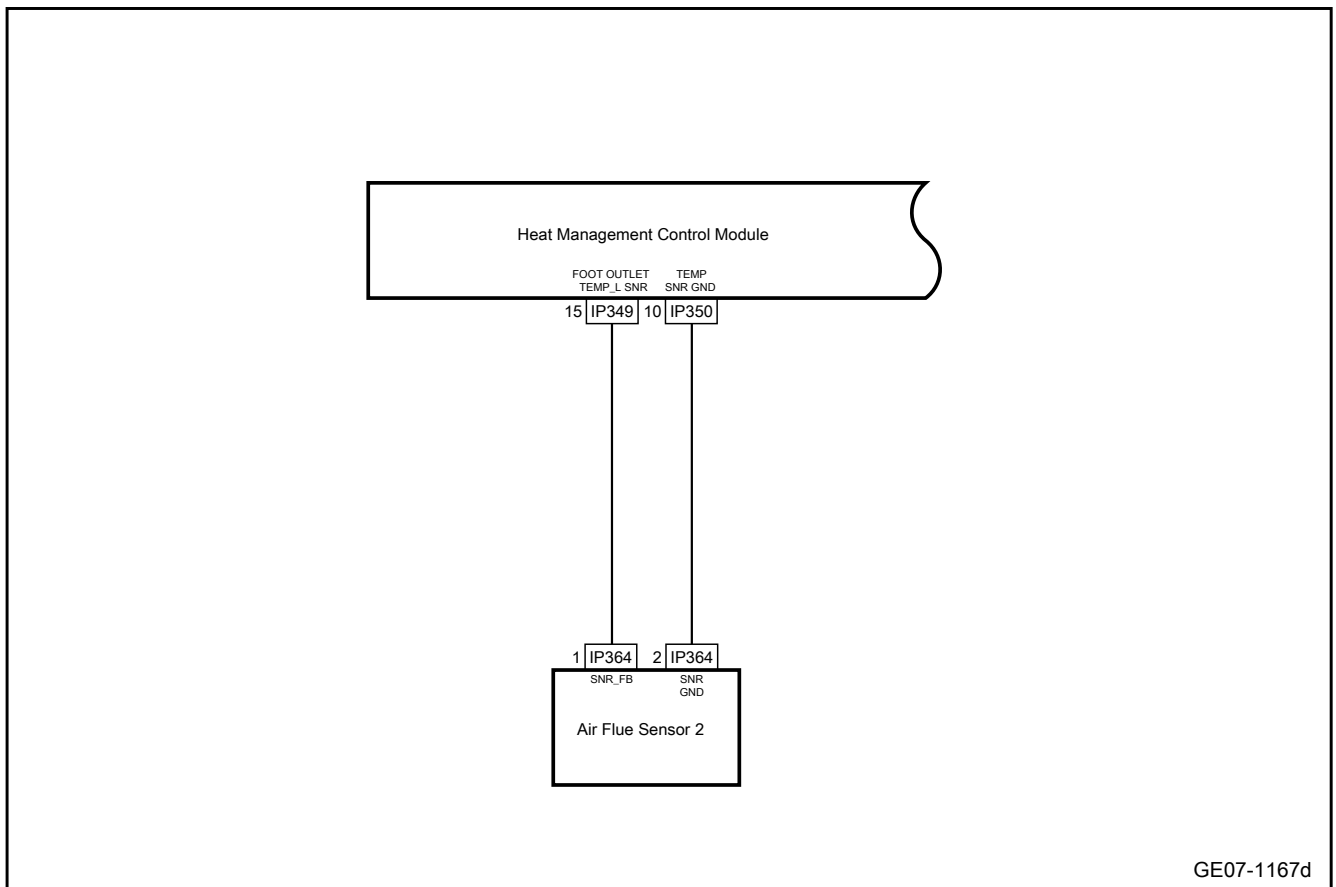 Heat Management Control Module
FOOT OUTLET
TEMP_L SNR
TEMP
SNR GND
15 IP349 10 IP350
1 IP364 2 IP364
SNR_FB
SNR
GND
Air Flue Sensor 2
GE07-1167d